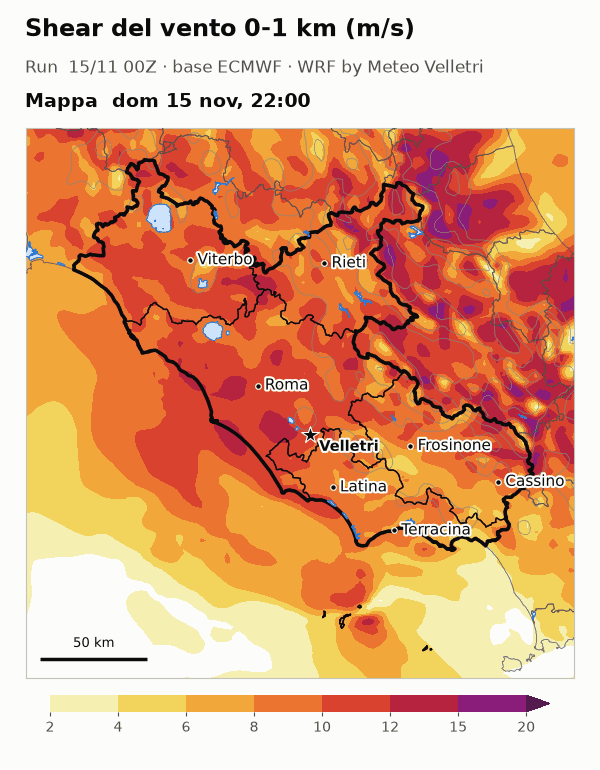 Shear del vento 0-1 km (m/s)
Run  15/11 00Z · base ECMWF · WRF by Meteo Velletri
Mappa  dom 15 nov, 22:00
Viterbo
Rieti
Roma
Velletri
Frosinone
Latina
Cassino
Terracina
50 km
2 4 6 8 10 12 15 20